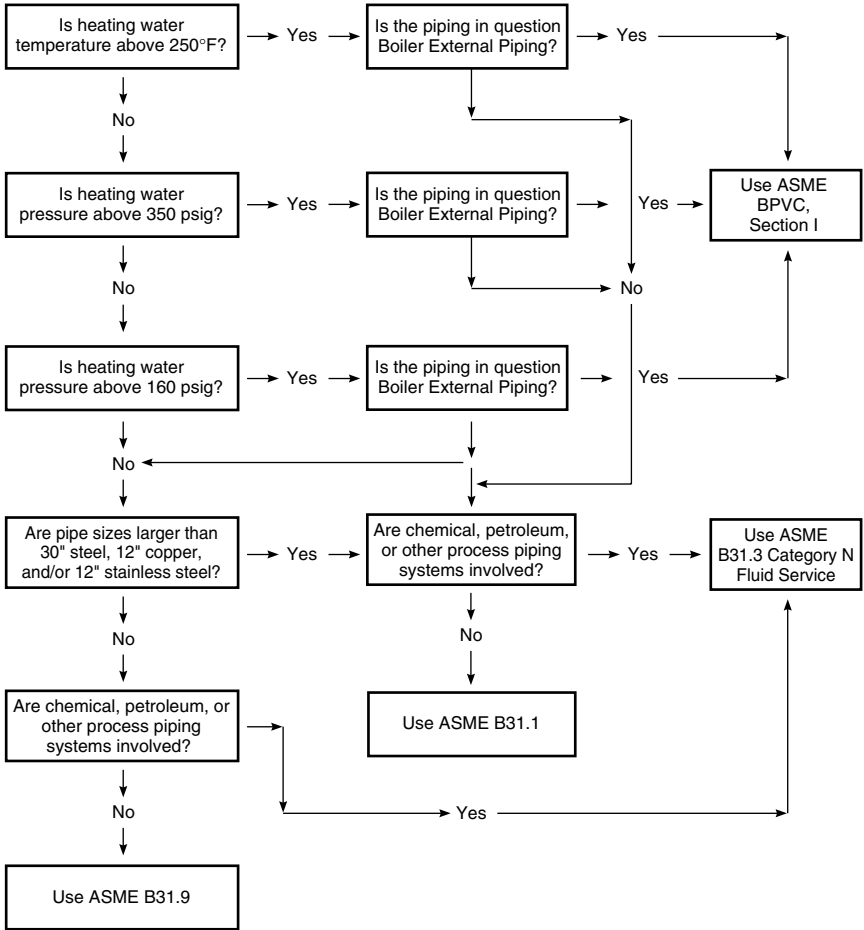 Is heating water
temperature above 250°F?
Yes
Is the piping in question
Boiler External Piping?
Yes
No
Is heating water
pressure above 350 psig?
Yes
Is the piping in question
Boiler External Piping?
Yes
Use ASME
BPVC,
Section I
No
No
Is heating water
pressure above 160 psig?
Yes
Is the piping in question
Boiler External Piping?
Yes
No
Are pipe sizes larger than
30" steel, 12" copper,
and/or 12" stainless steel?
Yes
Are chemical, petroleum,
or other process piping
systems involved?
Yes
Use ASME
B31.3 Category N
Fluid Service
No
No
Are chemical, petroleum, or
other process piping
systems involved?
Use ASME B31.1
No
Yes
Use ASME B31.9